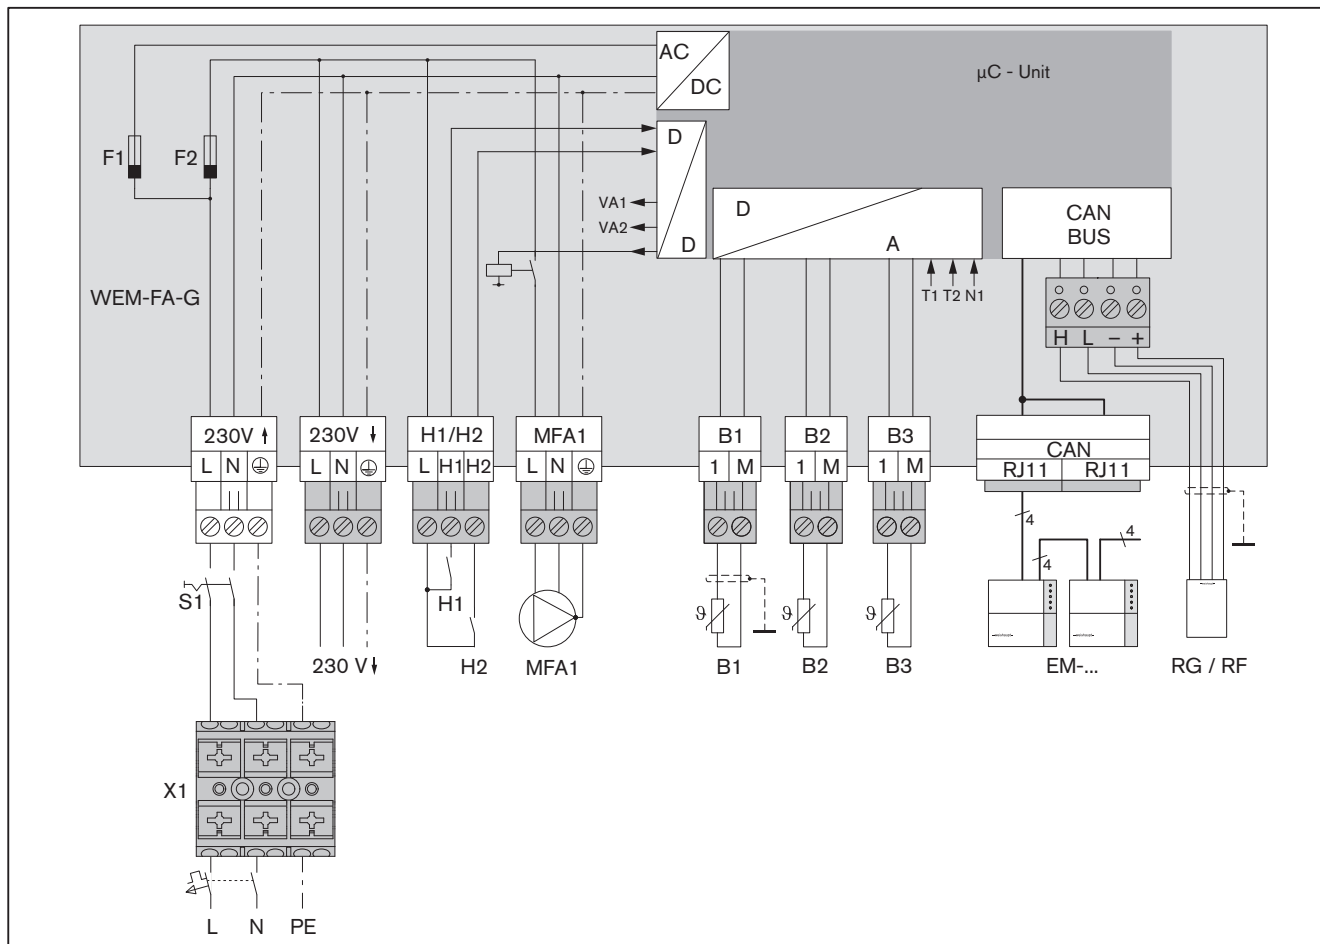 AC
DC
µC - Unit
F1
F2
D
D
VA1
VA2
D
A
CAN
BUS
T1 T2 N1
WEM-FA-G
H L − +
230V
L N
230V
L N
H1/H2
L H1 H2
MFA1
L N
B1
1 M
B2
1 M
B3
1 M
CAN
RJ11 RJ11
4
4
4
S1
H1
ϑ
ϑ
ϑ
230 V
H2
MFA1
B1
B2
B3
EM-...
RG / RF
X1
L N PE